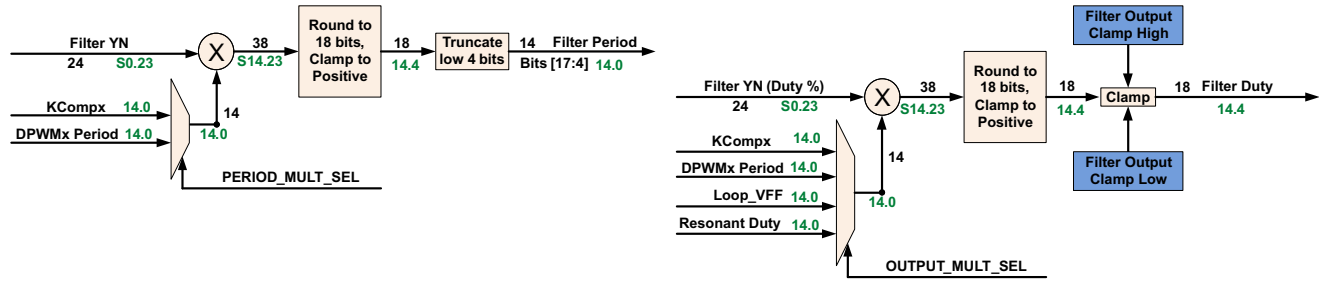 Filter YN
24
S0.23
X
38
S14.23
Round to
18 bits,
Clamp to
Positive
18
14.4
Truncate
low 4 bits
14
Filter Period
Bits [17:4]
14.0
KCompx
14.0
DPWMx Period
14.0
14
14.0
PERIOD_MULT_SEL
Filter YN (Duty %)
24
S0.23
X
38
S14.23
Round to
18 bits,
Clamp to
Positive
18
14.4
Filter Output
Clamp High
Clamp
18
Filter Duty
14.4
Filter Output
Clamp Low
KCompx
14.0
DPWMx Period
14.0
Loop_VFF
14.0
Resonant Duty
14.0
14
14.0
OUTPUT_MULT_SEL